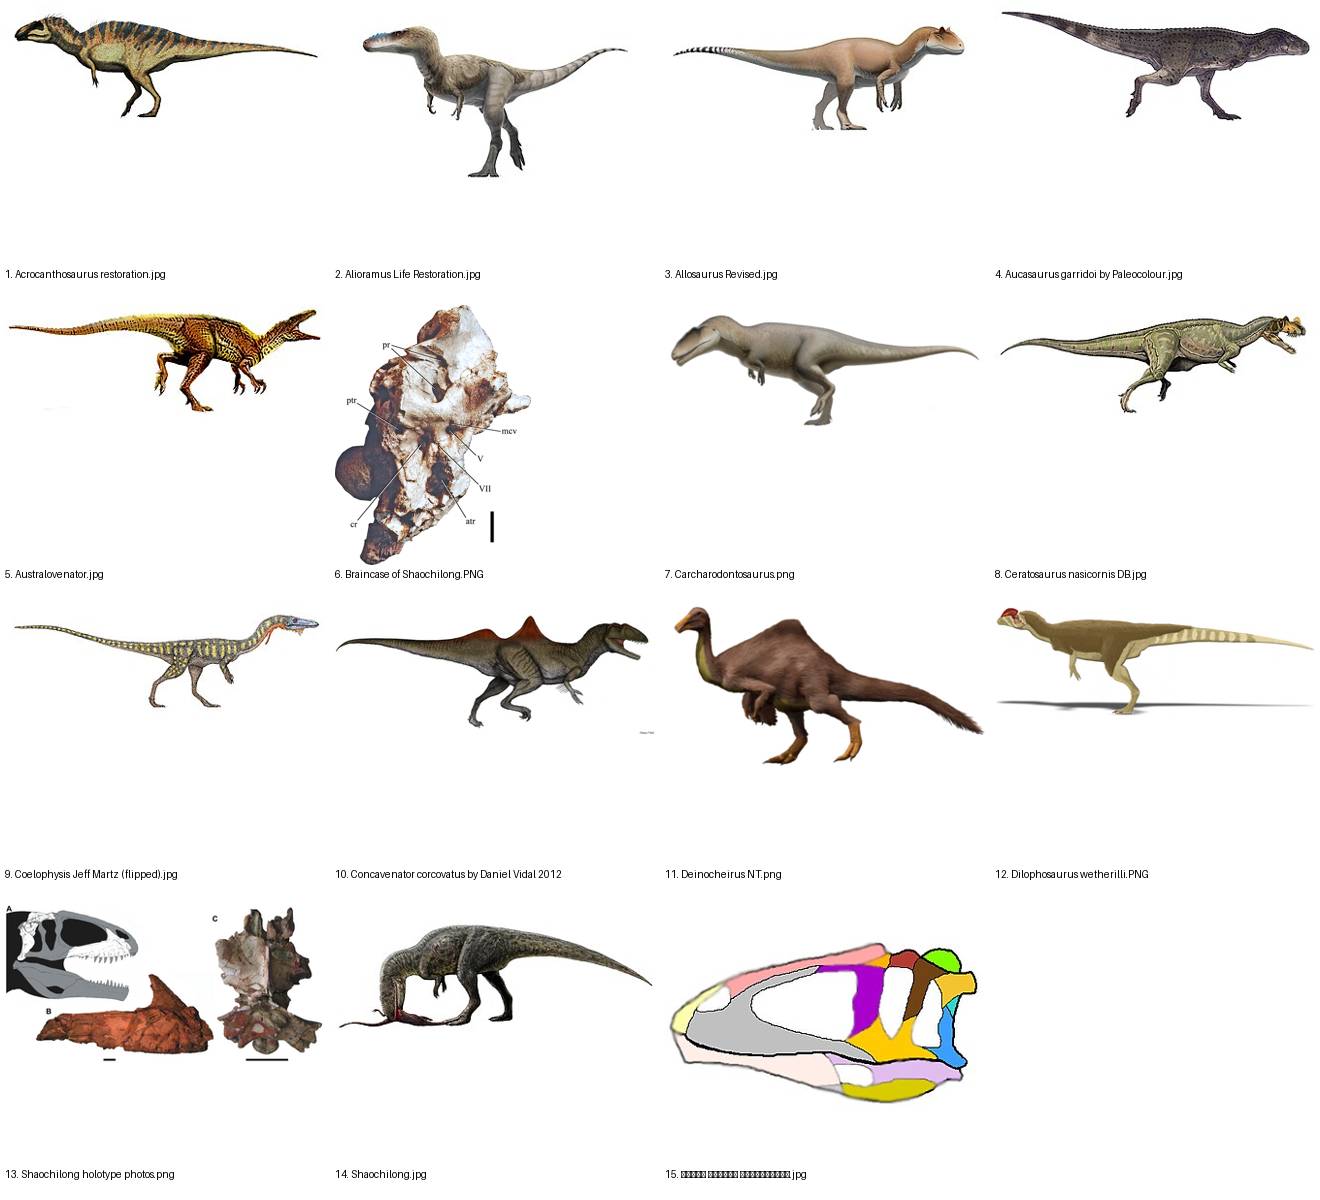 1. Acrocanthosaurus restoration.jpg
2. Alioramus Life Restoration.jpg
3. Allosaurus Revised.jpg
4. Aucasaurus garridoi by Paleocolour.jpg
pr
ptr
mcv
V
VII
cr
atr
5. Australovenator.jpg
6. Braincase of Shaochilong.PNG
7. Carcharodontosaurus.png
8. Ceratosaurus nasicornis DB.jpg
9. Coelophysis Jeff Martz (flipped).jpg
10. Concavenator corcovatus by Daniel Vidal 2012
11. Deinocheirus NT.png
12. Dilophosaurus wetherilli.PNG
A
C
B
13. Shaochilong holotype photos.png
14. Shaochilong.jpg
15. .jpg